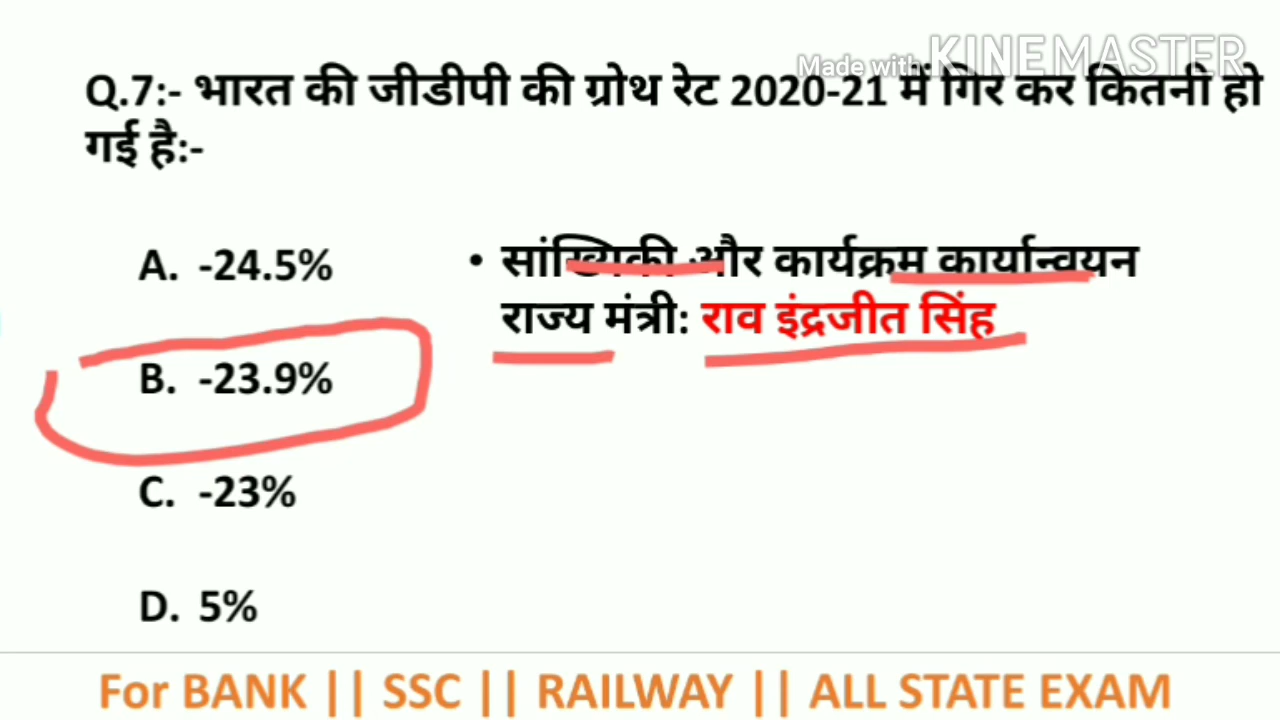 Made with KINEMASTER
Q.7:- भारत की जीडीपी की ग्रोथ रेट 2020-21 में गिर कर कितनी हो
गई है:-
A. -24.5%
• सांख्यिकी और कार्यक्रम कार्यान्वयन
राज्य मंत्री: राव इंद्रजीत सिंह
B. -23.9%
C. -23%
D. 5%
For BANK || SSC || RAILWAY || ALL STATE EXAM